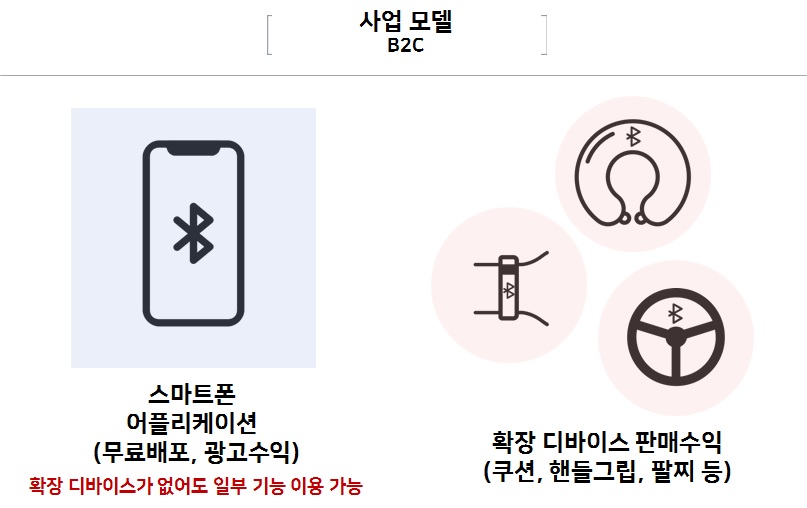 사업 모델
B2C
스마트폰
어플리케이션
(무료배포, 광고수익)
확장 디바이스가 없어도 일부 기능 이용 가능
확장 디바이스 판매수익
(쿠션, 핸들그립, 팔찌 등)